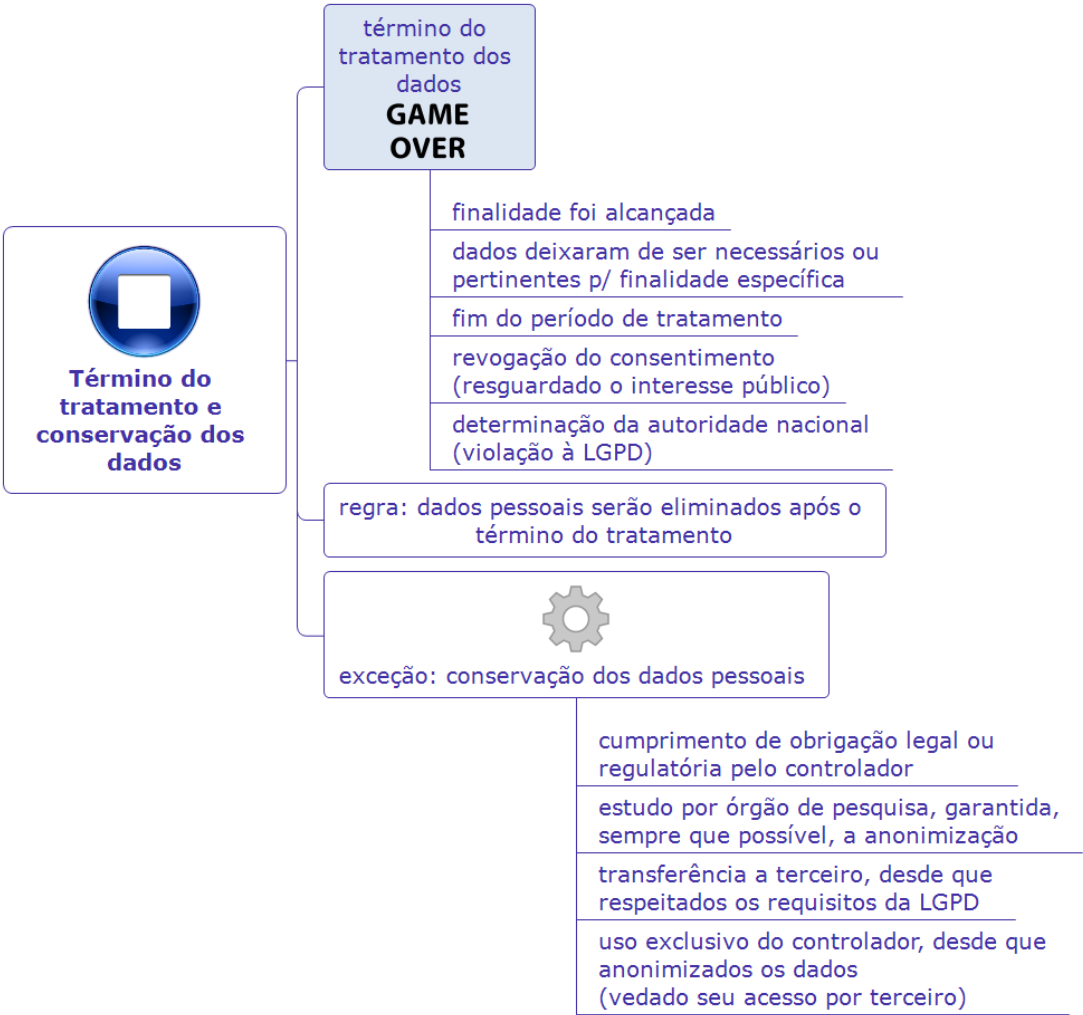 término do
tratamento dos
dados
GAME
OVER
finalidade foi alcançada
dados deixaram de ser necessários ou
pertinentes p/ finalidade específica
fim do período de tratamento
revogação do consentimento
(resguardado o interesse público)
determinação da autoridade nacional
(violação à LGPD)
Término do
tratamento e
conservação dos
dados
regra: dados pessoais serão eliminados após o
término do tratamento
exceção: conservação dos dados pessoais
cumprimento de obrigação legal ou
regulatória pelo controlador
estudo por órgão de pesquisa, garantida,
sempre que possível, a anonimização
transferência a terceiro, desde que
respeitados os requisitos da LGPD
uso exclusivo do controlador, desde que
anonimizados os dados
(vedado seu acesso por terceiro)